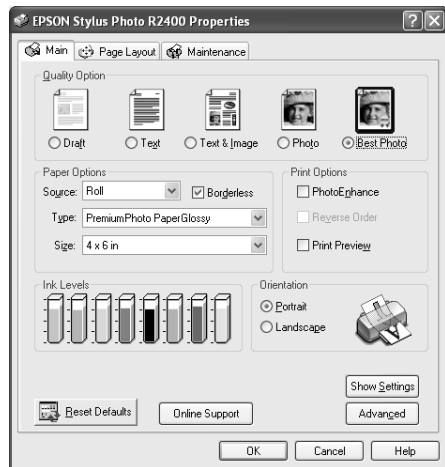 EPSON Stylus Photo R2400 Properties
Main Page Layout Maintenance
Quality Option
Draft Text Text & Image Photo Best Photo
Paper Options
Source: Roll Borderless
Type: PremiumPhoto PaperGlossy
Size: 4 x 6 in
Print Options
PhotoEnhance
Reverse Order
Print Preview
Ink Levels
Orientation
Portrait
Landscape
Show Settings
Reset Defaults Online Support Advanced
OK Cancel Help